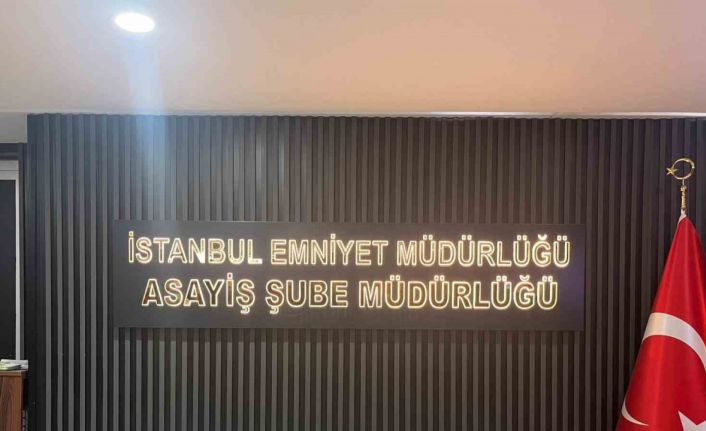 İSTANBUL EMNİYET MÜDÜRLÜĞÜ
ASAYİŞ ŞUBE MÜDÜRLÜĞÜ